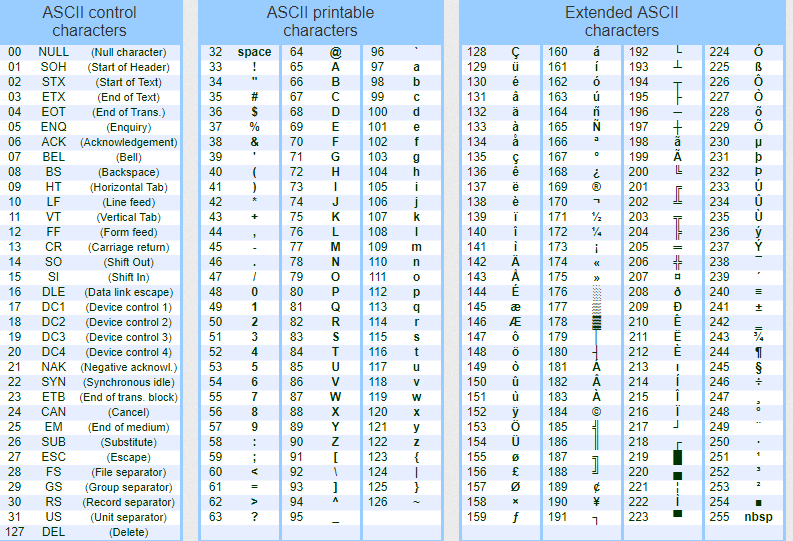 ASCII control ASCII printable Extended ASCII
characters characters characters
00 NULL (Null character) 32 space 64 @ 96 ` 128 Ç 160 á 192 └ 224 Ó
01 SOH (Start of Header) 33 ! 65 A 97 a 129 ü 161 í 193 ┴ 225 ß
02 STX (Start of Text) 34 " 66 B 98 b 130 é 162 ó 194 ┬ 226 Ô
03 ETX (End of Text) 35 # 67 C 99 c 131 â 163 ú 195 ├ 227 Ò
04 EOT (End of Trans.) 36 $ 68 D 100 d 132 ä 164 ñ 196 ─ 228 õ
05 ENQ (Enquiry) 37 % 69 E 101 e 133 à 165 Ñ 197 ┼ 229 Õ
06 ACK (Acknowledgement) 38 & 70 F 102 f 134 å 166 ª 198 ã 230 µ
07 BEL (Bell) 39 ' 71 G 103 g 135 ç 167 º 199 Ã 231 þ
08 BS (Backspace) 40 ( 72 H 104 h 136 ê 168 ¿ 200 ╚ 232 Þ
09 HT (Horizontal Tab) 41 ) 73 I 105 i 137 ë 169 ® 201 ╔ 233 Ú
10 LF (Line feed) 42 * 74 J 106 j 138 è 170 ¬ 202 ╩ 234 Û
11 VT (Vertical Tab) 43 + 75 K 107 k 139 ï 171 ½ 203 ╦ 235 Ù
12 FF (Form feed) 44 , 76 L 108 l 140 î 172 ¼ 204 ╠ 236 ý
13 CR (Carriage return) 45 - 77 M 109 m 141 ì 173 ¡ 205 ═ 237 Ý
14 SO (Shift Out) 46 . 78 N 110 n 142 Ä 174 « 206 ╬ 238 ¯
15 SI (Shift In) 47 / 79 O 111 o 143 Å 175 » 207 ¤ 239 ´
16 DLE (Data link escape) 48 0 80 P 112 p 144 É 176 ░ 208 ð 240 ≡
17 DC1 (Device control 1) 49 1 81 Q 113 q 145 æ 177 ▒ 209 Ð 241 ±
18 DC2 (Device control 2) 50 2 82 R 114 r 146 Æ 178 ▓ 210 Ê 242 ‗
19 DC3 (Device control 3) 51 3 83 S 115 s 147 ô 179 │ 211 Ë 243 ¾
20 DC4 (Device control 4) 52 4 84 T 116 t 148 ö 180 ┤ 212 È 244 ¶
21 NAK (Negative acknowl.) 53 5 85 U 117 u 149 ò 181 Á 213 ı 245 §
22 SYN (Synchronous idle) 54 6 86 V 118 v 150 û 182 Â 214 Í 246 ÷
23 ETB (End of trans. block) 55 7 87 W 119 w 151 ù 183 À 215 Î 247 ¸
24 CAN (Cancel) 56 8 88 X 120 x 152 ÿ 184 © 216 Ï 248 °
25 EM (End of medium) 57 9 89 Y 121 y 153 Ö 185 ╣ 217 ┘ 249 ¨
26 SUB (Substitute) 58 : 90 Z 122 z 154 Ü 186 ║ 218 ┌ 250 ·
27 ESC (Escape) 59 ; 91 [ 123 { 155 ø 187 ╗ 219 █ 251 ¹
28 FS (File separator) 60 < 92 \ 124 | 156 £ 188 ╝ 220 ▄ 252 ³
29 GS (Group separator) 61 = 93 ] 125 } 157 Ø 189 ¢ 221 ¦ 253 ²
30 RS (Record separator) 62 > 94 ^ 126 ~ 158 × 190 ¥ 222 Ì 254 ■
31 US (Unit separator) 63 ? 95 _ 159 ƒ 191 ┐ 223 ▀ 255 nbsp
127 DEL (Delete)